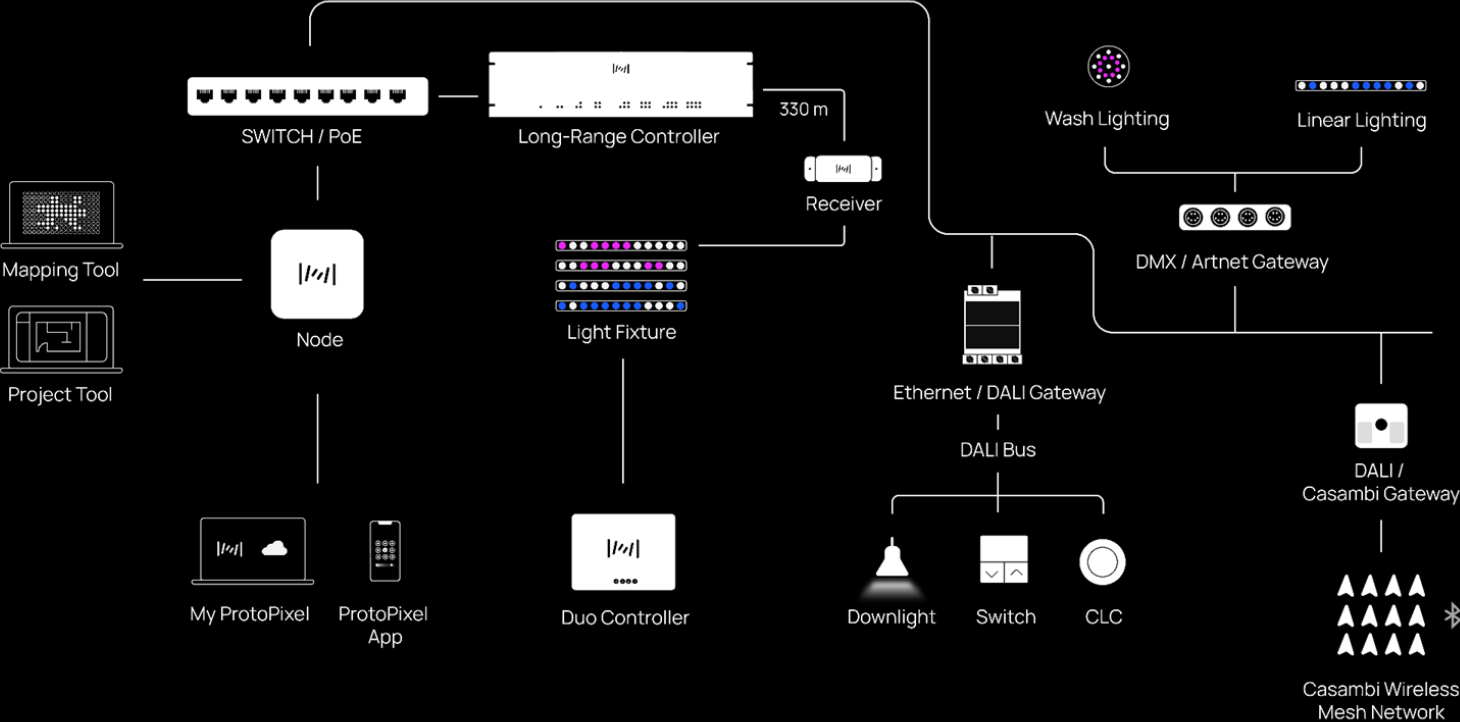 SWITCH / PoE
Long-Range Controller
330 m
Receiver
Wash Lighting
Linear Lighting
DMX / Artnet Gateway
Mapping Tool
Project Tool
Node
Light Fixture
Ethernet / DALI Gateway
DALI Bus
DALI /
Casambi Gateway
My ProtoPixel
ProtoPixel
App
Duo Controller
Downlight
Switch
CLC
Casambi Wireless
Mesh Network